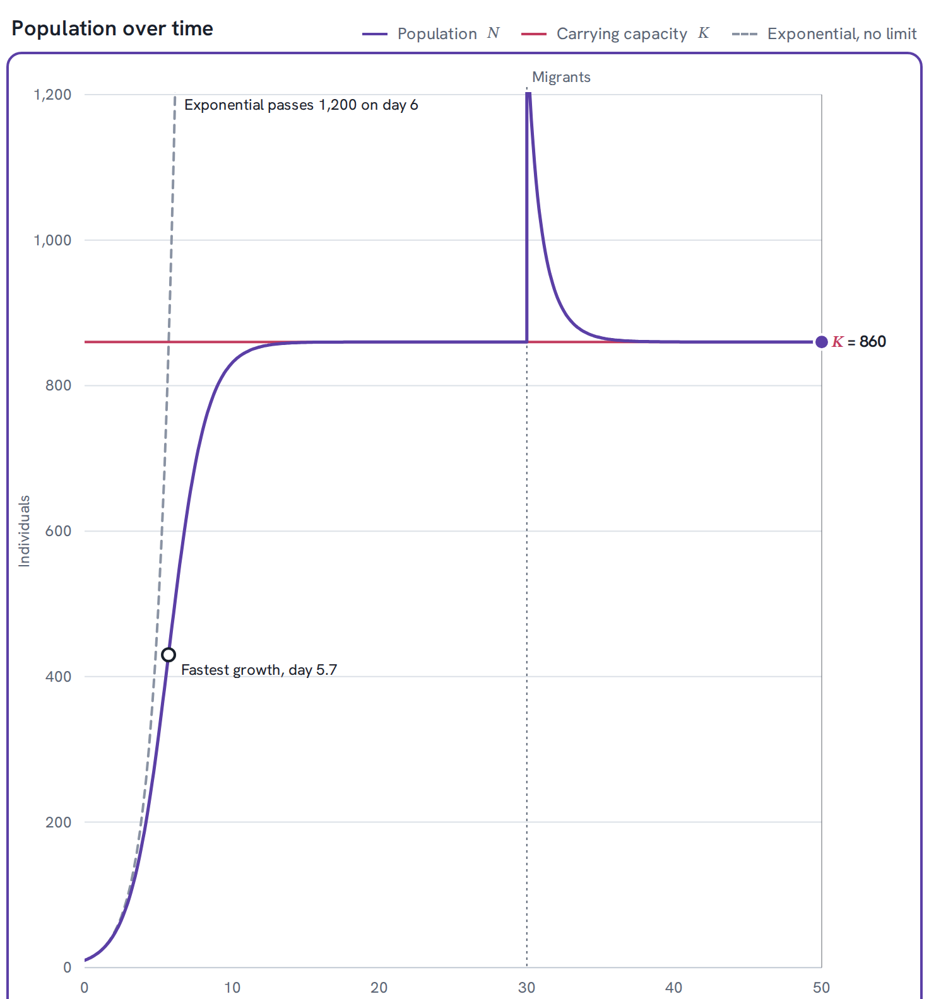 Population over time
Population N Carrying capacity K Exponential, no limit
Migrants
1,200
Exponential passes 1,200 on day 6
1,000
K = 860
800
Individuals
600
Fastest growth, day 5.7
400
200
0
0 10 20 30 40 50